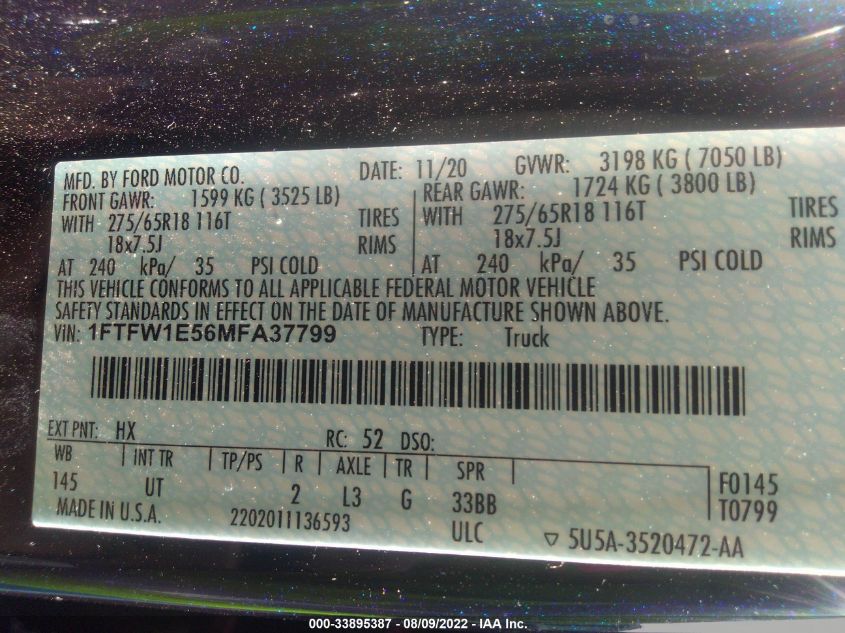 MFD. BY FORD MOTOR CO. DATE: 11/20 GVWR: 3198 KG ( 7050 LB)
FRONT GAWR: 1599 KG ( 3525 LB) REAR GAWR: 1724 KG ( 3800 LB)
WITH 275/65R18 116T TIRES WITH 275/65R18 116T TIRES
18x7.5J RIMS 18x7.5J RIMS
AT 240 kPa/ 35 PSI COLD AT 240 kPa/ 35 PSI COLD
THIS VEHICLE CONFORMS TO ALL APPLICABLE FEDERAL MOTOR VEHICLE
SAFETY STANDARDS IN EFFECT ON THE DATE OF MANUFACTURE SHOWN ABOVE.
VIN: 1FTFW1E56MFA37799 TYPE: Truck
EXT PNT: HX RC: 52 DSO:
WB INT TR TP/PS R AXLE TR SPR
145 UT 2 L3 G 33BB F0145
MADE IN U.S.A. 2202011136593 ULC T0799
5U5A-3520472-AA
000-33895387 - 08/09/2022 - IAA Inc.